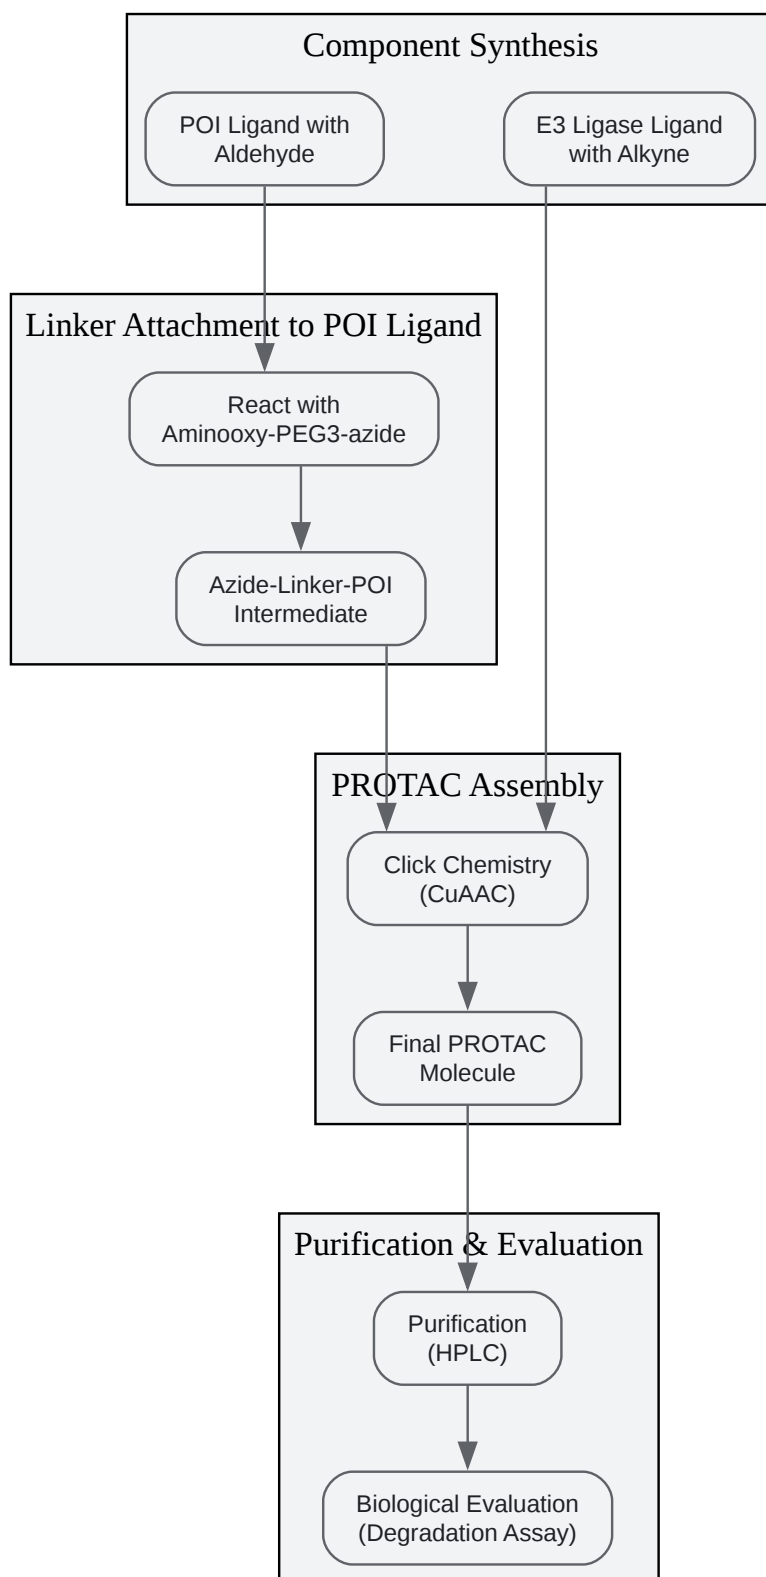 Component Synthesis
POI Ligand with
Aldehyde
E3 Ligase Ligand
with Alkyne
Linker Attachment to POI Ligand
React with
Aminooxy-PEG3-azide
Azide-Linker-POI
Intermediate
PROTAC Assembly
Click Chemistry
(CuAAC)
Final PROTAC
Molecule
Purification & Evaluation
Purification
(HPLC)
Biological Evaluation
(Degradation Assay)